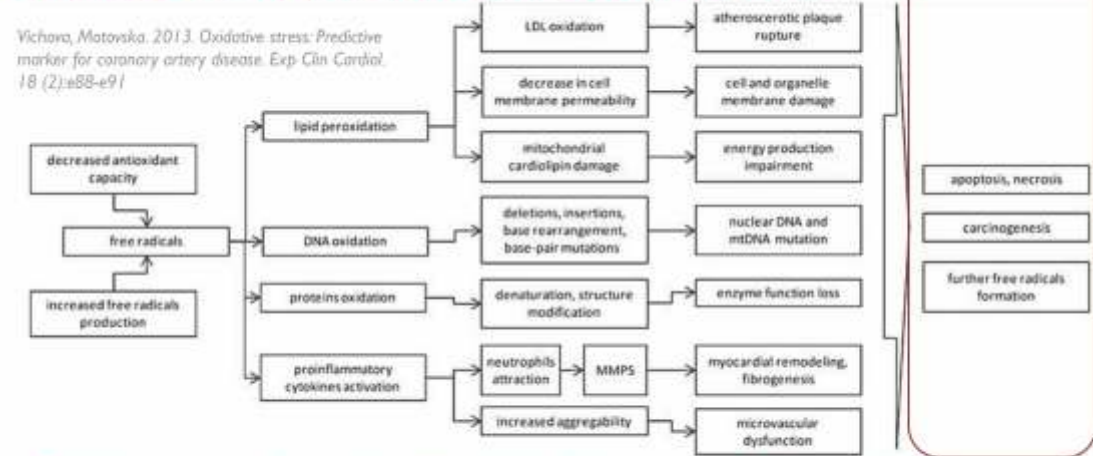 Vichova, Motovska. 2013. Oxidative stress: Predictive
marker for coronary artery disease. Exp Clin Cardiol.
18 (2):e88-e91
decreased antioxidant
capacity
free radicals
increased free radicals
production
lipid peroxidation
DNA oxidation
proteins oxidation
proinflammatory
cytokines activation
LDL oxidation
decrease in cell
membrane permeability
mitochondrial
cardiolipin damage
deletions, insertions,
base rearrangement,
base-pair mutations
denaturation, structure
modification
neutrophils
attraction
MMPS
increased aggregability
atheroscerotic plaque
rupture
cell and organelle
membrane damage
energy production
impairment
nuclear DNA and
mtDNA mutation
enzyme function loss
myocardial remodeling,
fibrogenesis
microvascular
dysfunction
apoptosis, necrosis
carcinogenesis
further free radicals
formation